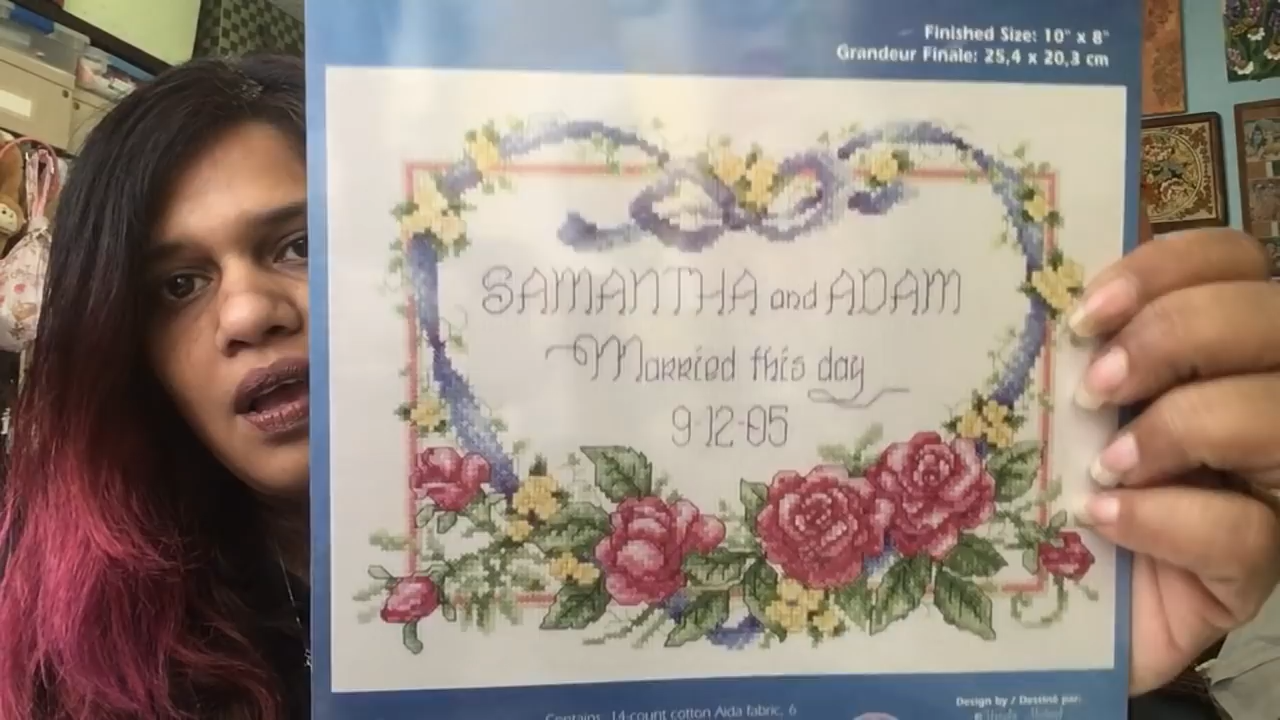 Finished Size: 10" x 8"
Grandeur Finale: 25,4 x 20,3 cm
SAMANTHA and ADAM
Married this day
9-12-05
Contains 14-count cotton Aida fabric, 6
Design by / Dessiné par: